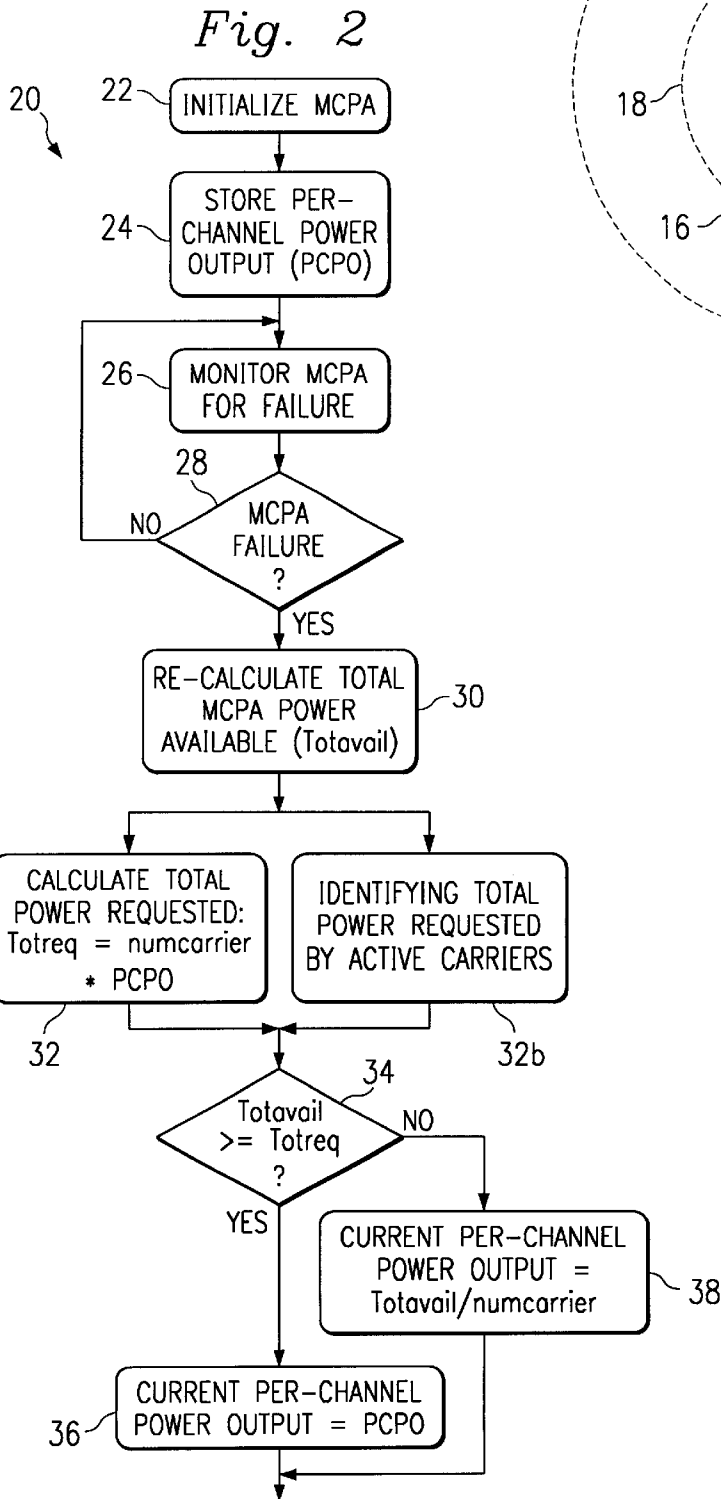 Fig. 2
20
22
INITIALIZE MCPA
18
24
STORE PER-
CHANNEL POWER
OUTPUT (PCPO)
16
26
MONITOR MCPA
FOR FAILURE
28
NO
MCPA
FAILURE
?
YES
RE-CALCULATE TOTAL
MCPA POWER
AVAILABLE (Totavail)
30
CALCULATE TOTAL
POWER REQUESTED:
Totreq = numcarrier
* PCPO
32
IDENTIFYING TOTAL
POWER REQUESTED
BY ACTIVE CARRIERS
32b
34
Totavail
>= Totreq
?
NO
YES
CURRENT PER-CHANNEL
POWER OUTPUT =
Totavail/numcarrier
38
CURRENT PER-CHANNEL
POWER OUTPUT = PCPO
36